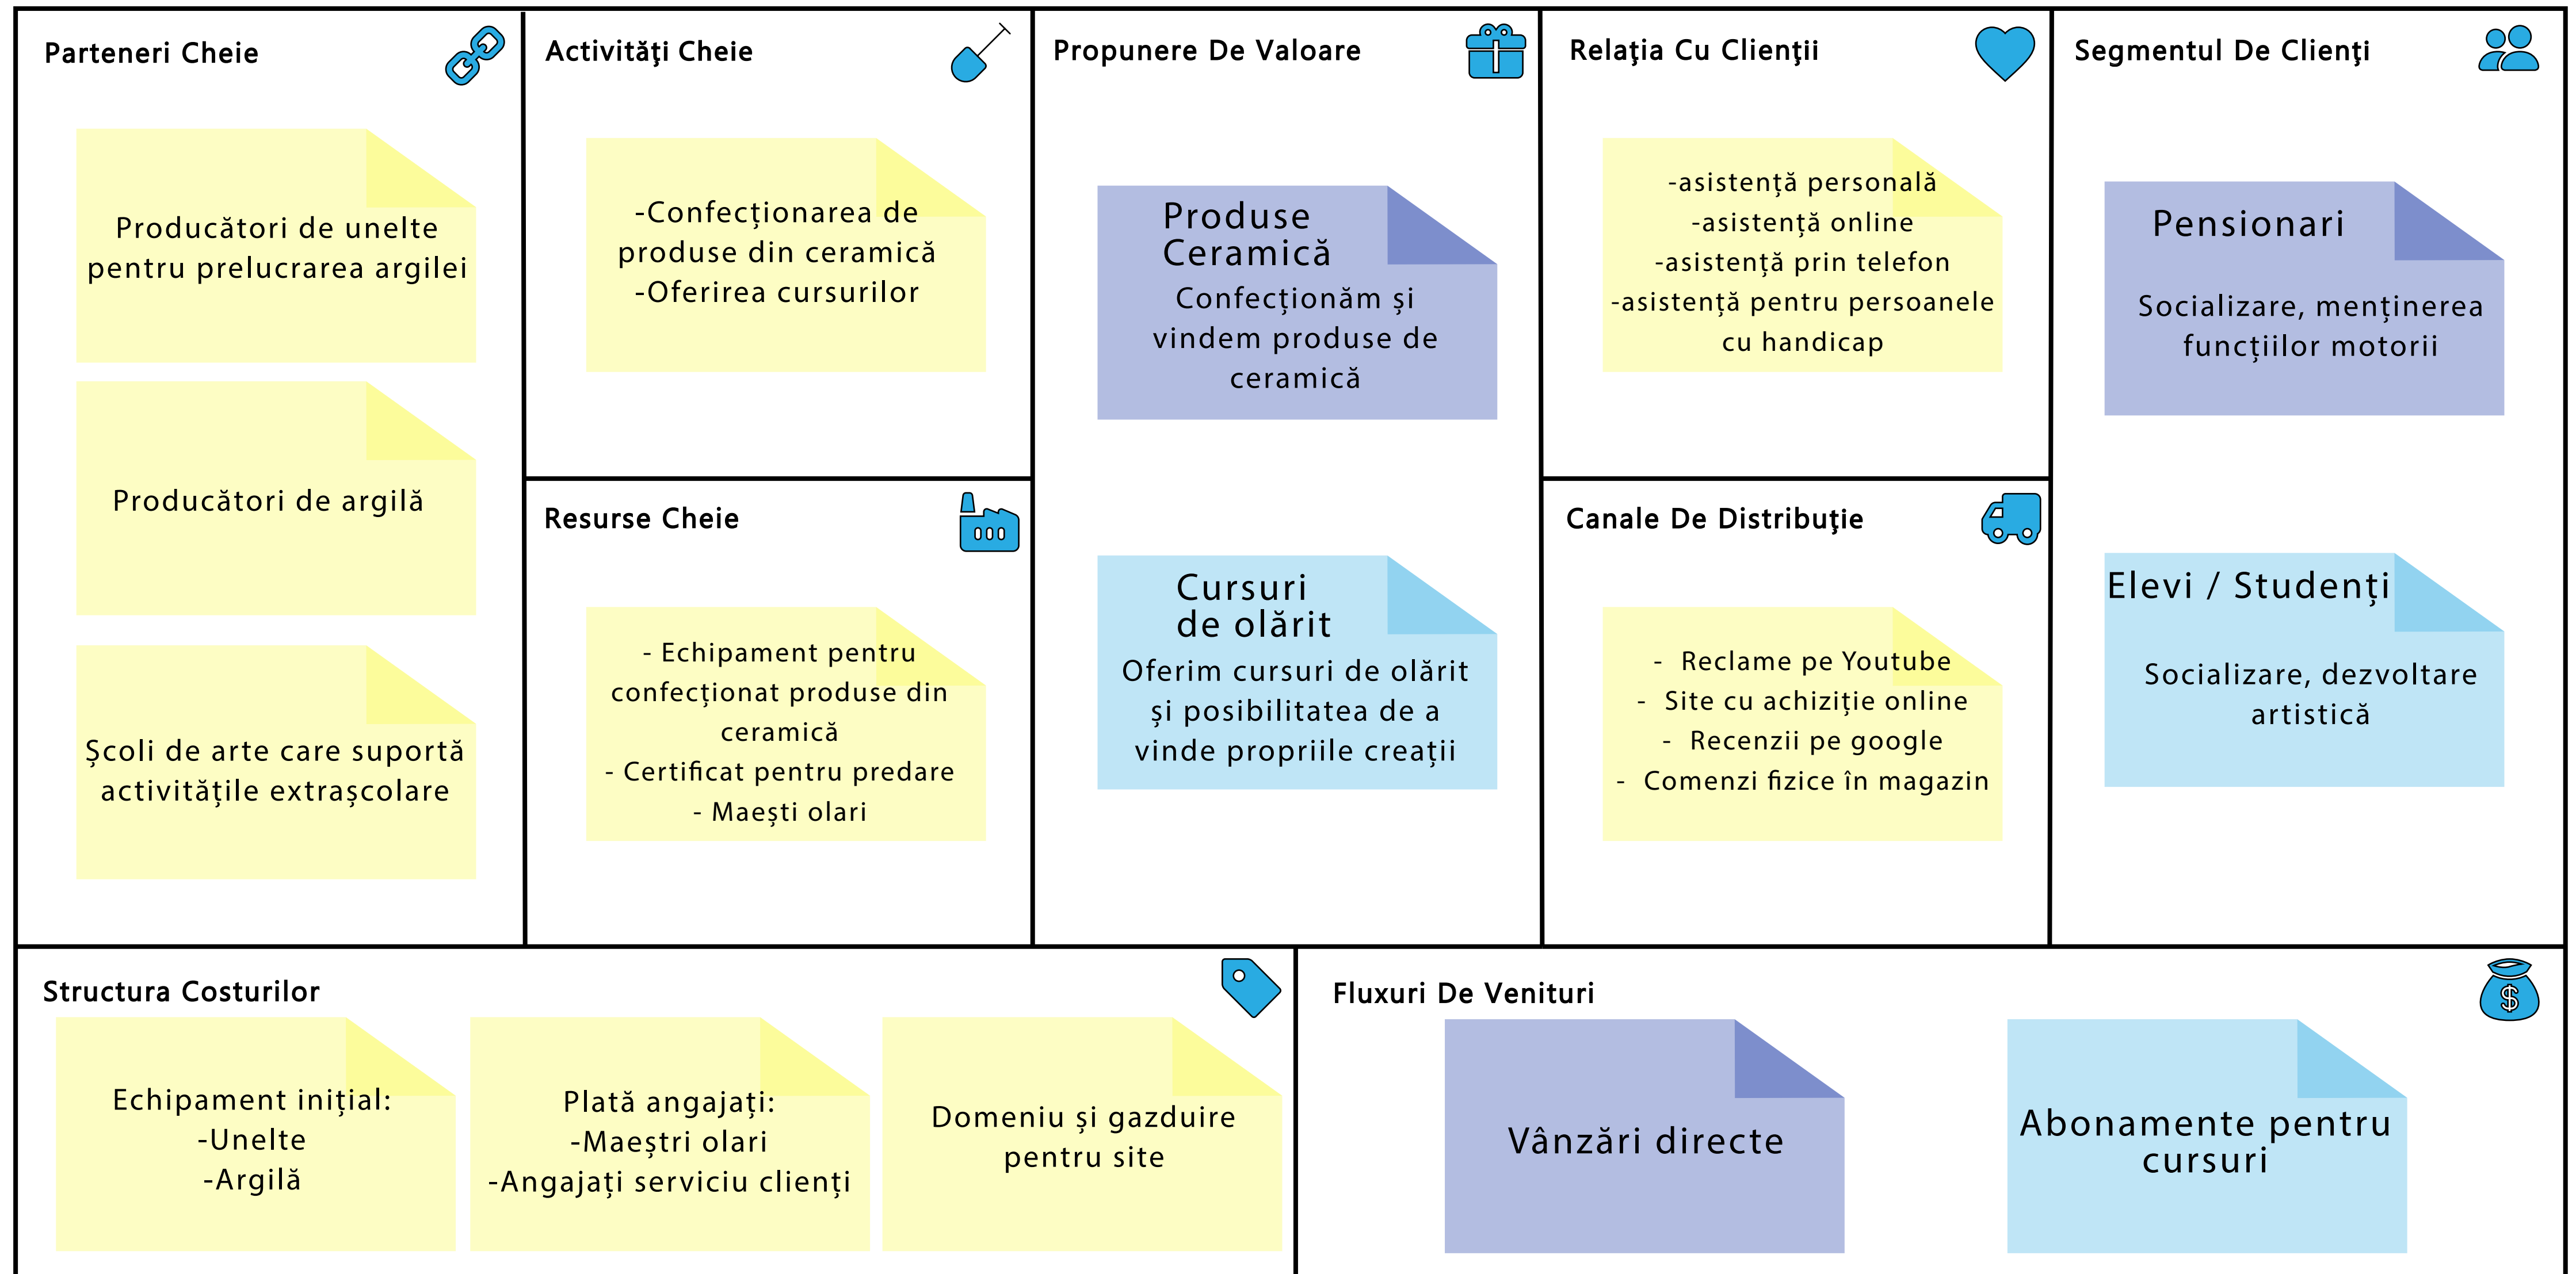 Parteneri Cheie
Producători de unelte
pentru prelucrarea argilei
Producători de argilă
Școli de arte care suportă
activitățile extrașcolare
Activităţi Cheie
-Confecționarea de
produse din ceramică
-Oferirea cursurilor
Resurse Cheie
- Echipament pentru
confecționat produse din
ceramică
- Certificat pentru predare
- Maești olari
Propunere De Valoare
Produse
Ceramică
Confecționăm și
vindem produse de
ceramică
Cursuri
de olărit
Oferim cursuri de olărit
și posibilitatea de a
vinde propriile creații
Relaţia Cu Clienţii
-asistență personală
-asistență online
-asistență prin telefon
-asistență pentru persoanele
cu handicap
Canale De Distribuţie
- Reclame pe Youtube
- Site cu achiziție online
- Recenzii pe google
- Comenzi fizice în magazin
Segmentul De Clienţi
Pensionari
Socializare, menținerea
funcțiilor motorii
Elevi / Studenți
Socializare, dezvoltare
artistică
Structura Costurilor
Echipament inițial:
-Unelte
-Argilă
Plată angajați:
-Maeștri olari
-Angajați serviciu clienți
Domeniu și gazduire
pentru site
Fluxuri De Venituri
$
Vânzări directe
Abonamente pentru
cursuri